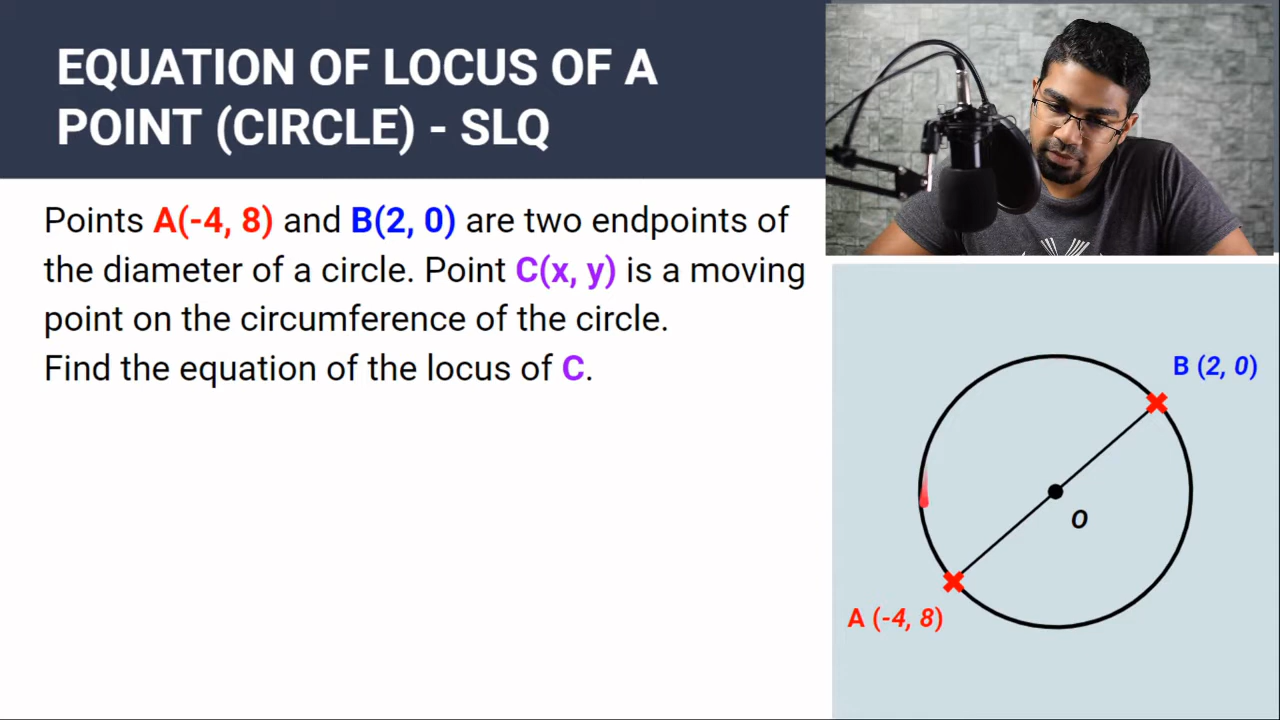 EQUATION OF LOCUS OF A
POINT (CIRCLE) - SLQ
Points A(-4, 8) and B(2, 0) are two endpoints of
the diameter of a circle. Point C(x, y) is a moving
point on the circumference of the circle.
Find the equation of the locus of C.
B (2, 0)
O
A (-4, 8)